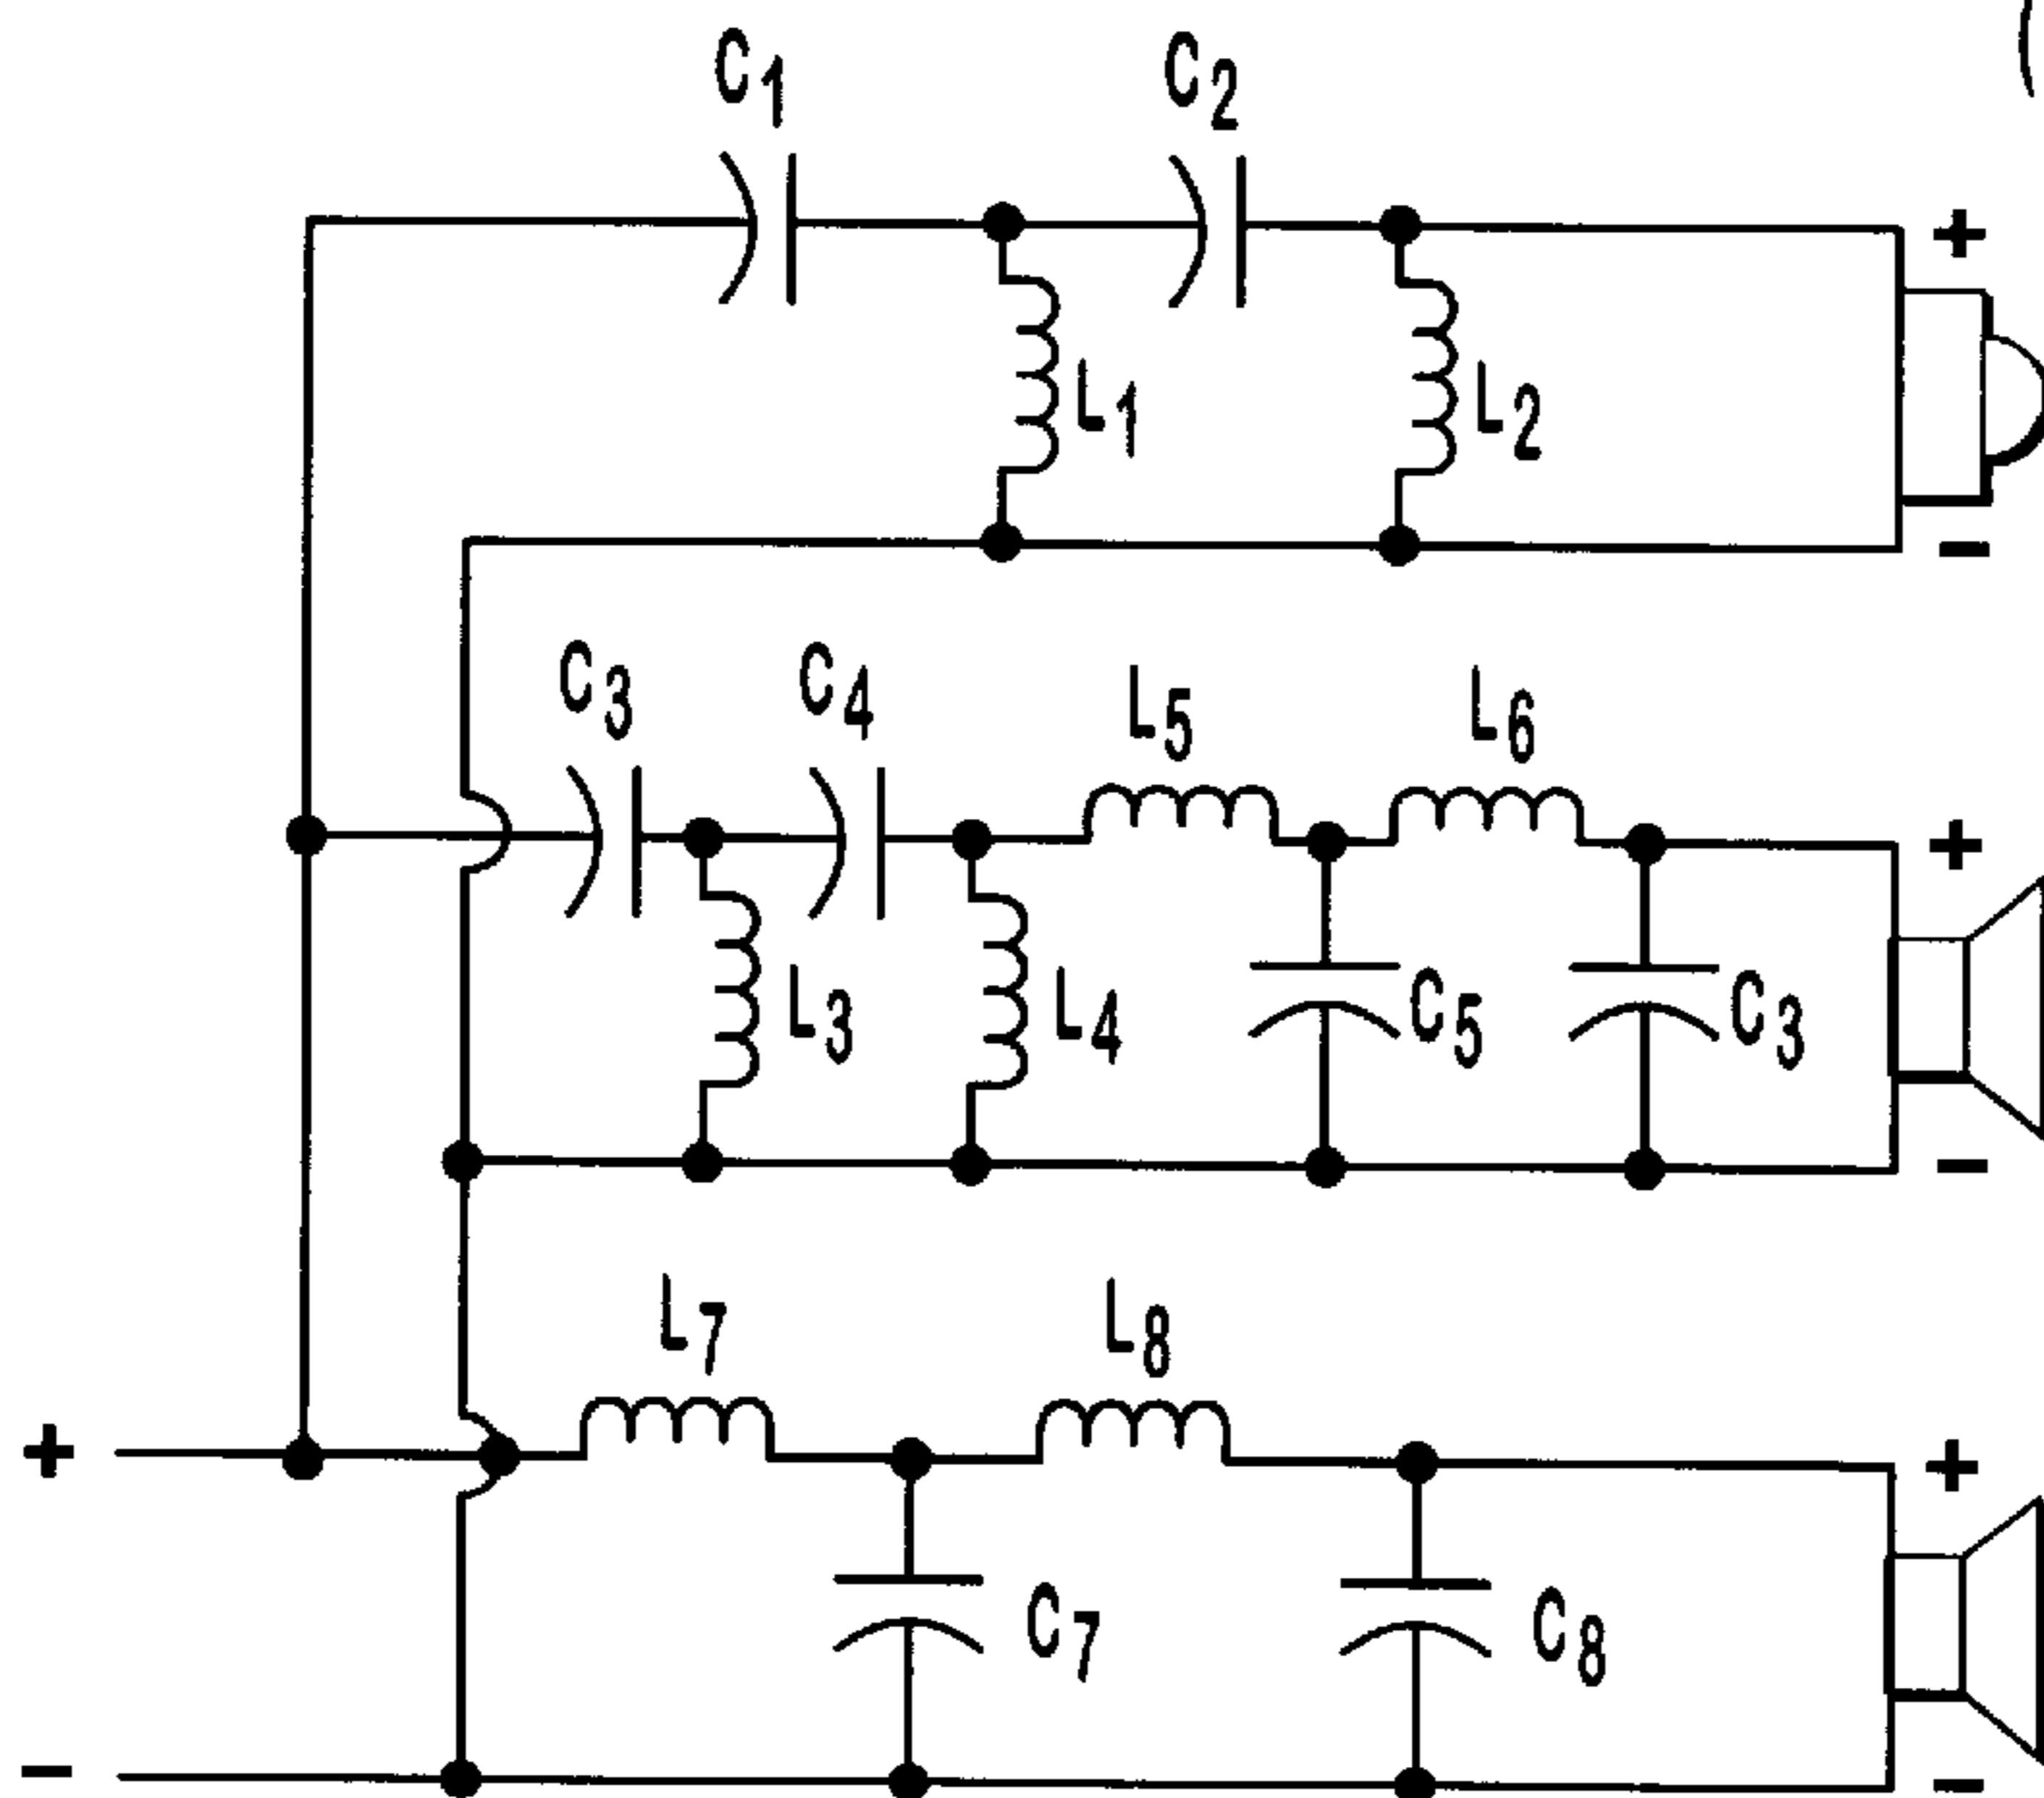 C1 C2
+
L1 L2
−
C3 C4 L5 L6
+
L3 L4 C5 C3
−
L7 L8
+ +
C7 C8
− −